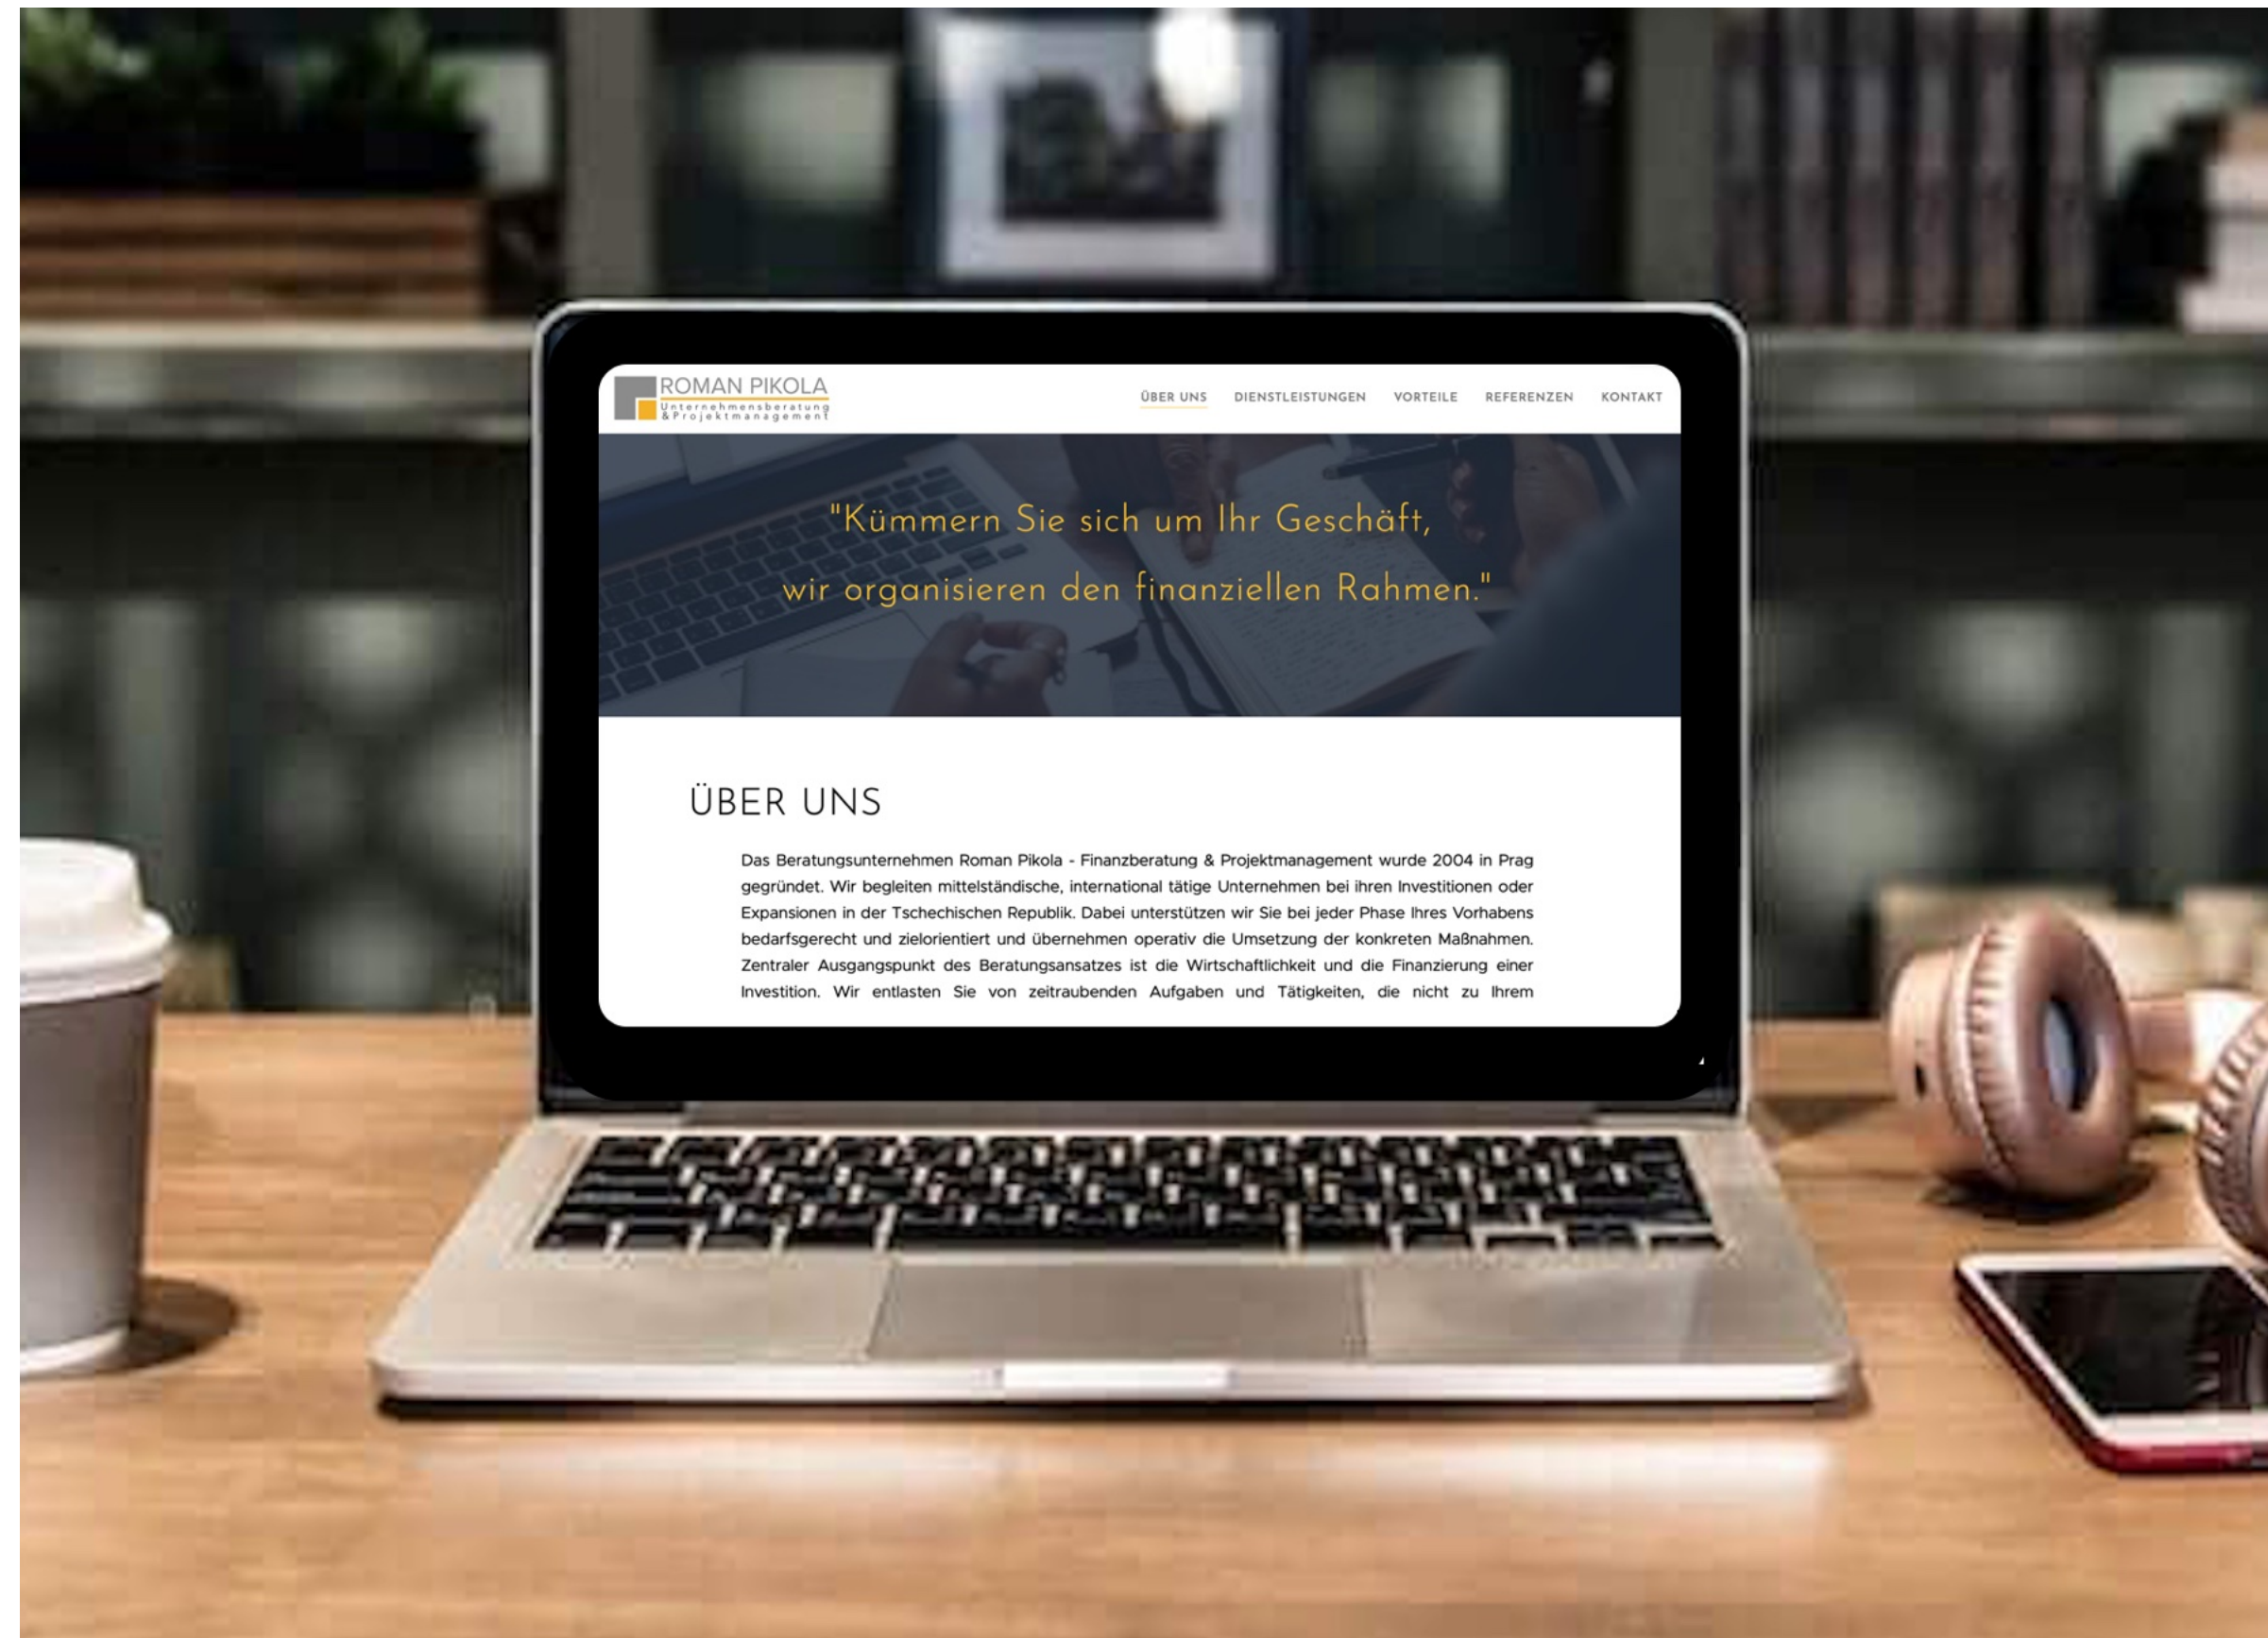 ROMAN PIKOLA
Unternehmensberatung
&Projektmanagement
ÜBER UNS DIENSTLEISTUNGEN VORTEILE REFERENZEN KONTAKT
"Kümmern Sie sich um Ihr Geschäft,
wir organisieren den finanziellen Rahmen."
ÜBER UNS
Das Beratungsunternehmen Roman Pikola - Finanzberatung & Projektmanagement wurde 2004 in Prag
gegründet. Wir begleiten mittelständische, international tätige Unternehmen bei ihren Investitionen oder
Expansionen in der Tschechischen Republik. Dabei unterstützen wir Sie bei jeder Phase Ihres Vorhabens
bedarfsgerecht und zielorientiert und übernehmen operativ die Umsetzung der konkreten Maßnahmen.
Zentraler Ausgangspunkt des Beratungsansatzes ist die Wirtschaftlichkeit und die Finanzierung einer
Investition. Wir entlasten Sie von zeitraubenden Aufgaben und Tätigkeiten, die nicht zu Ihrem